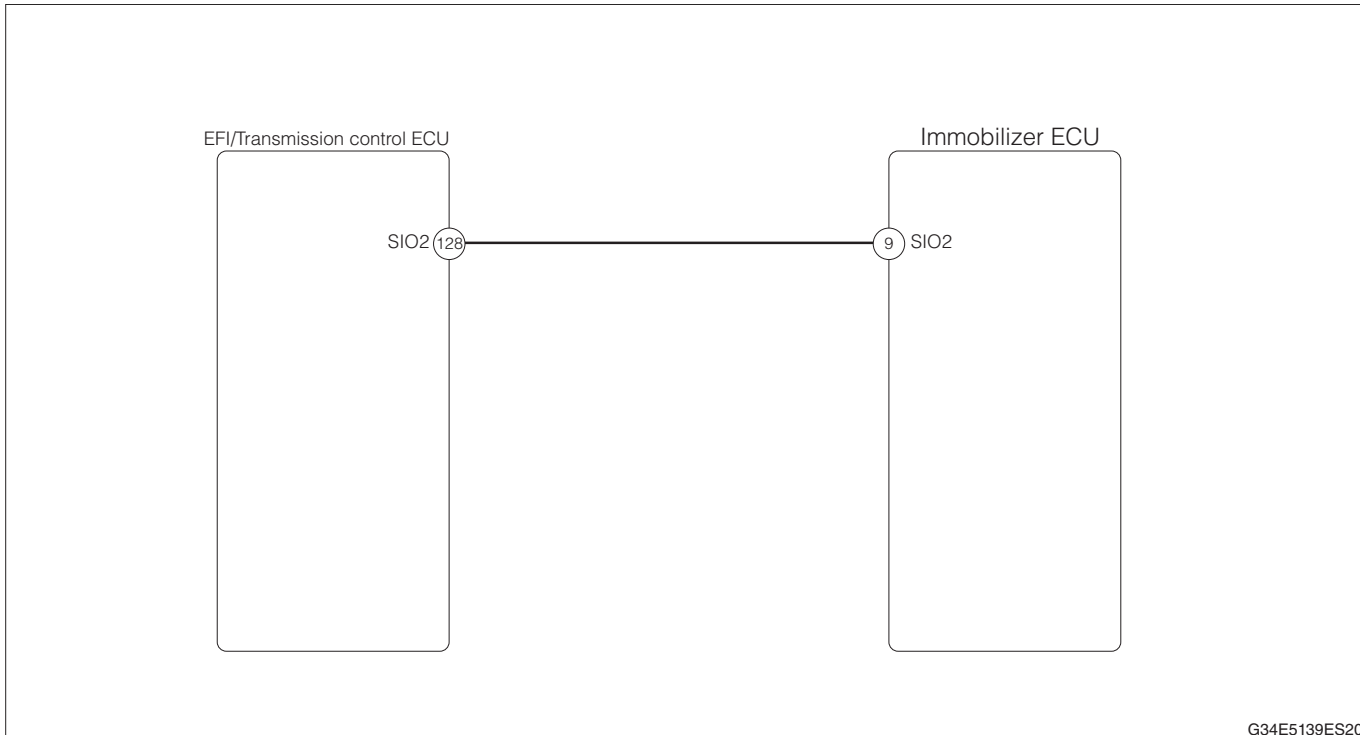 EFI/Transmission control ECU
Immobilizer ECU
SIO2 128
9 SIO2
G34E5139ES20